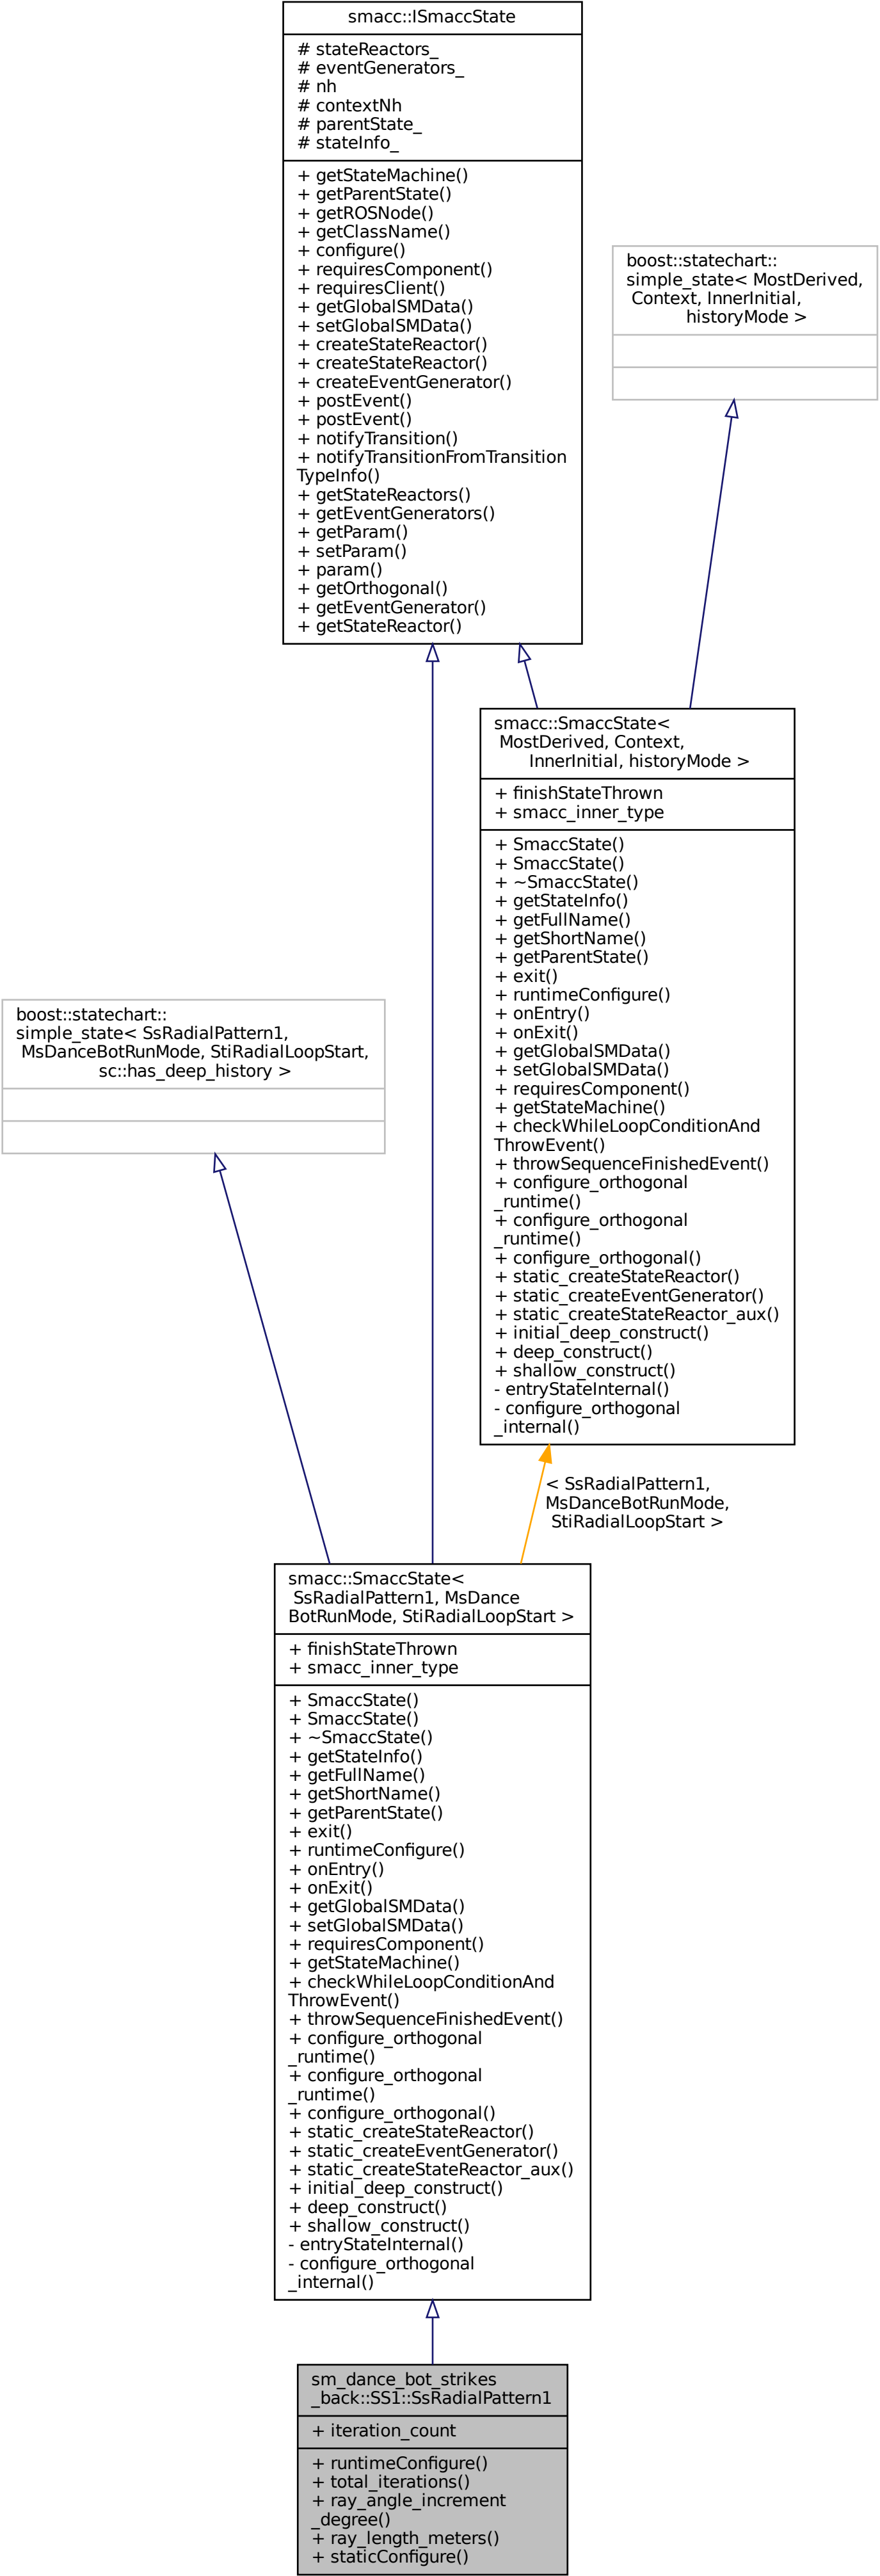 smacc::ISmaccState
# stateReactors_
# eventGenerators_
# nh
# contextNh
# parentState_
# stateInfo_
+ getStateMachine()
+ getParentState()
+ getROSNode()
+ getClassName()
+ configure()
+ requiresComponent()
+ requiresClient()
+ getGlobalSMData()
+ setGlobalSMData()
+ createStateReactor()
+ createStateReactor()
+ createEventGenerator()
+ postEvent()
+ postEvent()
+ notifyTransition()
+ notifyTransitionFromTransition
TypeInfo()
+ getStateReactors()
+ getEventGenerators()
+ getParam()
+ setParam()
+ param()
+ getOrthogonal()
+ getEventGenerator()
+ getStateReactor()
boost::statechart::
simple_state< MostDerived,
Context, InnerInitial,
historyMode >
smacc::SmaccState<
MostDerived, Context,
InnerInitial, historyMode >
+ finishStateThrown
+ smacc_inner_type
+ SmaccState()
+ SmaccState()
+ ~SmaccState()
+ getStateInfo()
+ getFullName()
+ getShortName()
+ getParentState()
+ exit()
+ runtimeConfigure()
+ onEntry()
+ onExit()
+ getGlobalSMData()
+ setGlobalSMData()
+ requiresComponent()
+ getStateMachine()
+ checkWhileLoopConditionAnd
ThrowEvent()
+ throwSequenceFinishedEvent()
+ configure_orthogonal
_runtime()
+ configure_orthogonal
_runtime()
+ configure_orthogonal()
+ static_createStateReactor()
+ static_createEventGenerator()
+ static_createStateReactor_aux()
+ initial_deep_construct()
+ deep_construct()
+ shallow_construct()
- entryStateInternal()
- configure_orthogonal
_internal()
boost::statechart::
simple_state< SsRadialPattern1,
MsDanceBotRunMode, StiRadialLoopStart,
sc::has_deep_history >
< SsRadialPattern1,
MsDanceBotRunMode,
StiRadialLoopStart >
smacc::SmaccState<
SsRadialPattern1, MsDance
BotRunMode, StiRadialLoopStart >
+ finishStateThrown
+ smacc_inner_type
+ SmaccState()
+ SmaccState()
+ ~SmaccState()
+ getStateInfo()
+ getFullName()
+ getShortName()
+ getParentState()
+ exit()
+ runtimeConfigure()
+ onEntry()
+ onExit()
+ getGlobalSMData()
+ setGlobalSMData()
+ requiresComponent()
+ getStateMachine()
+ checkWhileLoopConditionAnd
ThrowEvent()
+ throwSequenceFinishedEvent()
+ configure_orthogonal
_runtime()
+ configure_orthogonal
_runtime()
+ configure_orthogonal()
+ static_createStateReactor()
+ static_createEventGenerator()
+ static_createStateReactor_aux()
+ initial_deep_construct()
+ deep_construct()
+ shallow_construct()
- entryStateInternal()
- configure_orthogonal
_internal()
sm_dance_bot_strikes
_back::SS1::SsRadialPattern1
+ iteration_count
+ runtimeConfigure()
+ total_iterations()
+ ray_angle_increment
_degree()
+ ray_length_meters()
+ staticConfigure()